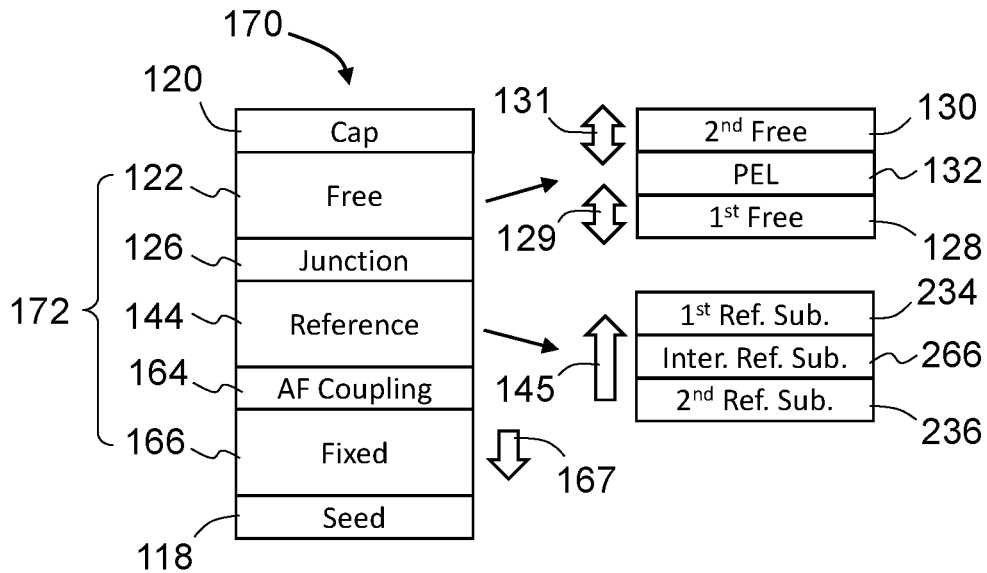 170
120
Cap
131
2nd Free
130
172
122
Free
PEL
132
129
1st Free
128
126
Junction
144
Reference
1st Ref. Sub.
234
145
Inter. Ref. Sub.
266
164
AF Coupling
2nd Ref. Sub.
236
166
Fixed
167
Seed
118